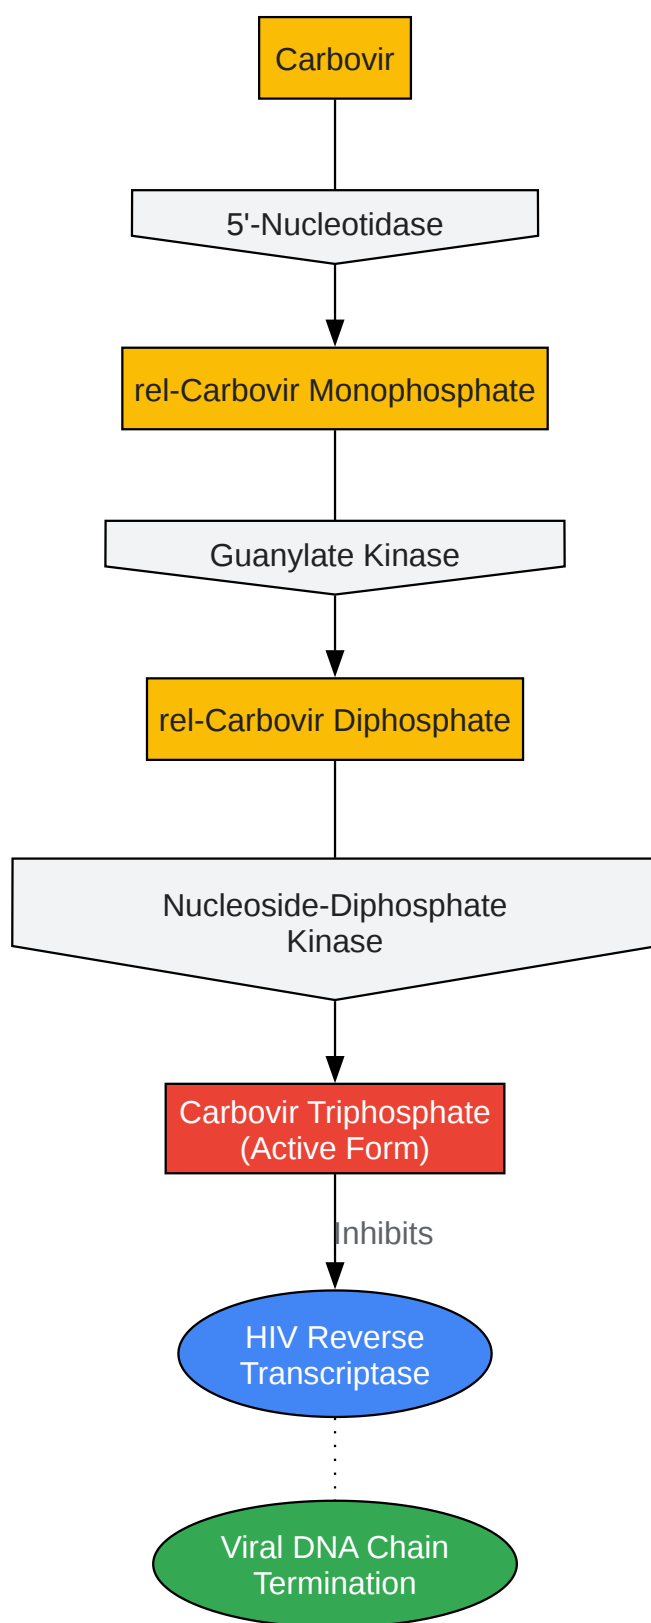 Carbovir
5'-Nucleotidase
rel-Carbovir Monophosphate
Guanylate Kinase
rel-Carbovir Diphosphate
Nucleoside-Diphosphate
Kinase
Carbovir Triphosphate
(Active Form)
Inhibits
HIV Reverse
Transcriptase
Viral DNA Chain
Termination